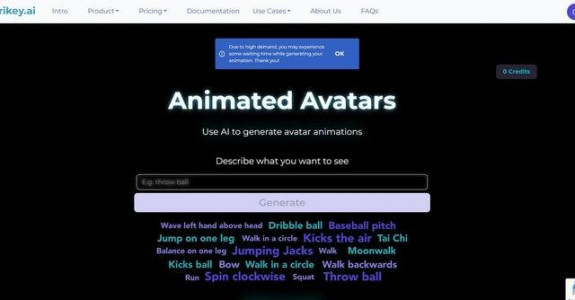 rikey.ai Intro Product Pricing Documentation Use Cases About Us FAQs
Due to high demand, you may experience
some waiting time while generating your
animation. Thank you!
OK
0 Credits
Animated Avatars
Use AI to generate avatar animations
Describe what you want to see
E.g. throw ball
Generate
Wave left hand above head Dribble ball Baseball pitch
Jump on one leg Walk in a circle Kicks the air Tai Chi
Balance on one leg Jumping Jacks Walk Moonwalk
Kicks ball Bow Walk in a circle Walk backwards
Run Spin clockwise Squat Throw ball